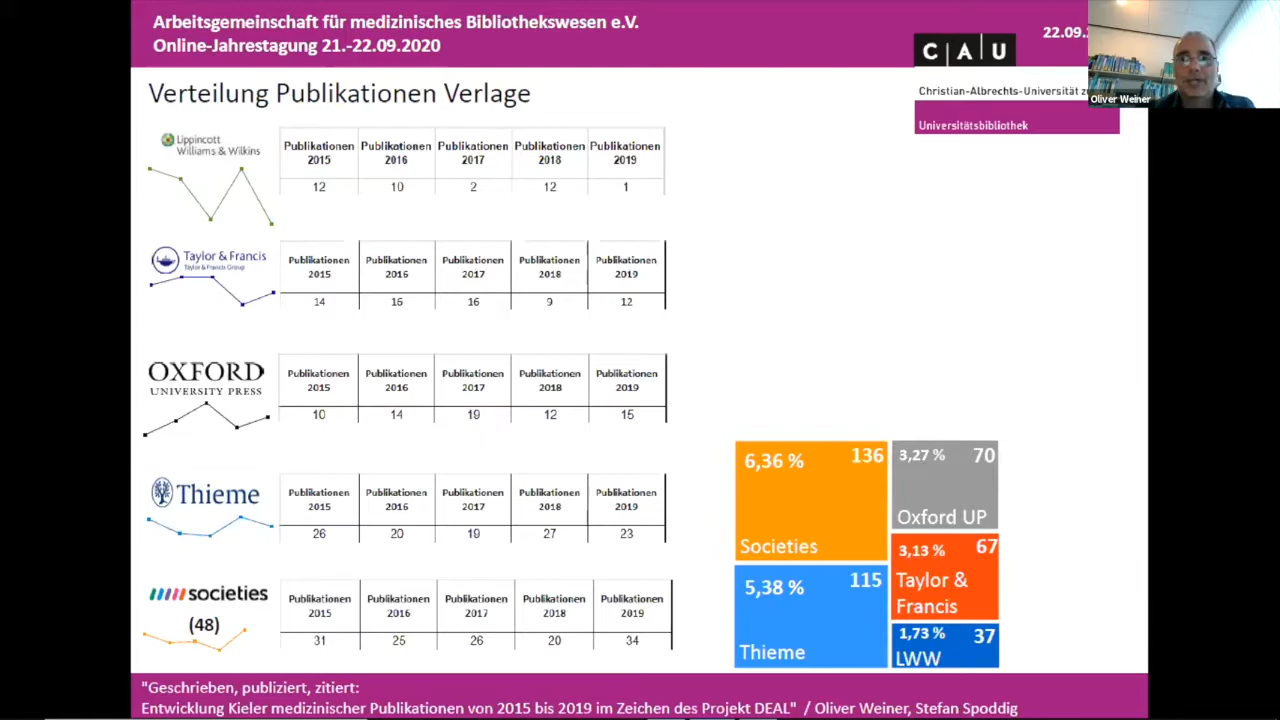 Arbeitsgemeinschaft für medizinisches Bibliothekswesen e.V.
Online-Jahrestagung 21.-22.09.2020
22.09.
C A U
Christian-Albrechts-Universität
Universitätsbibliothek
Oliver Weiner
Verteilung Publikationen Verlage
Lippincott
Williams & Wilkins
Publikationen Publikationen Publikationen Publikationen Publikationen
2015 2016 2017 2018 2019
12 10 2 12 1
Taylor & Francis
Taylor & Francis Group
Publikationen Publikationen Publikationen Publikationen Publikationen
2015 2016 2017 2018 2019
14 16 16 9 12
OXFORD
UNIVERSITY PRESS
Publikationen Publikationen Publikationen Publikationen Publikationen
2015 2016 2017 2018 2019
10 14 19 12 15
Thieme
Publikationen Publikationen Publikationen Publikationen Publikationen
2015 2016 2017 2018 2019
26 20 19 27 23
societies
(48)
Publikationen Publikationen Publikationen Publikationen Publikationen
2015 2016 2017 2018 2019
31 25 26 20 34
6,36 % 136
Societies
5,38 % 115
Thieme
3,27 % 70
Oxford UP
3,13 % 67
Taylor &
Francis
1,73 % 37
LWW
"Geschrieben, publiziert, zitiert:
Entwicklung Kieler medizinischer Publikationen von 2015 bis 2019 im Zeichen des Projekt DEAL" / Oliver Weiner, Stefan Spoddig